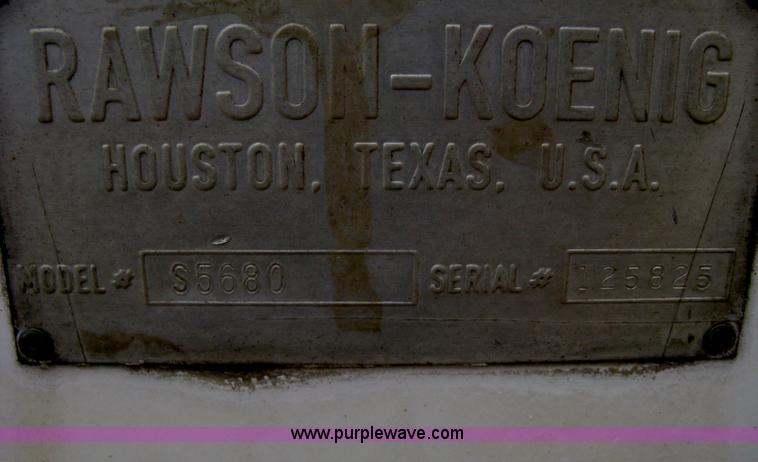 RAWSON-KOENIG
HOUSTON, TEXAS, U.S.A.
MODEL # S5680 SERIAL # 125825
www.purplewave.com